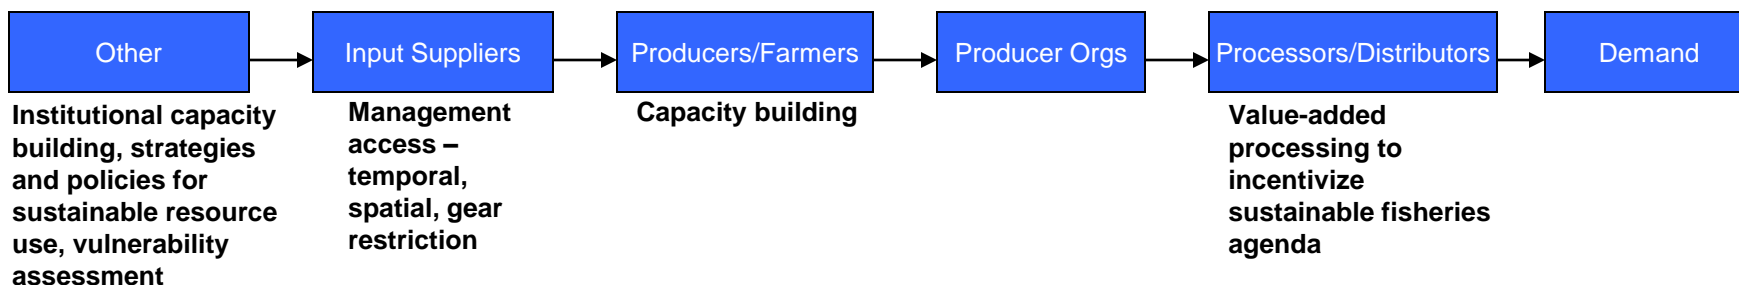 Other
Input Suppliers
Producers/Farmers
Producer Orgs
Processors/Distributors
Demand
Institutional capacity
building, strategies
and policies for
sustainable resource
use, vulnerability
assessment
Management
access –
temporal,
spatial, gear
restriction
Capacity building
Value-added
processing to
incentivize
sustainable fisheries
agenda